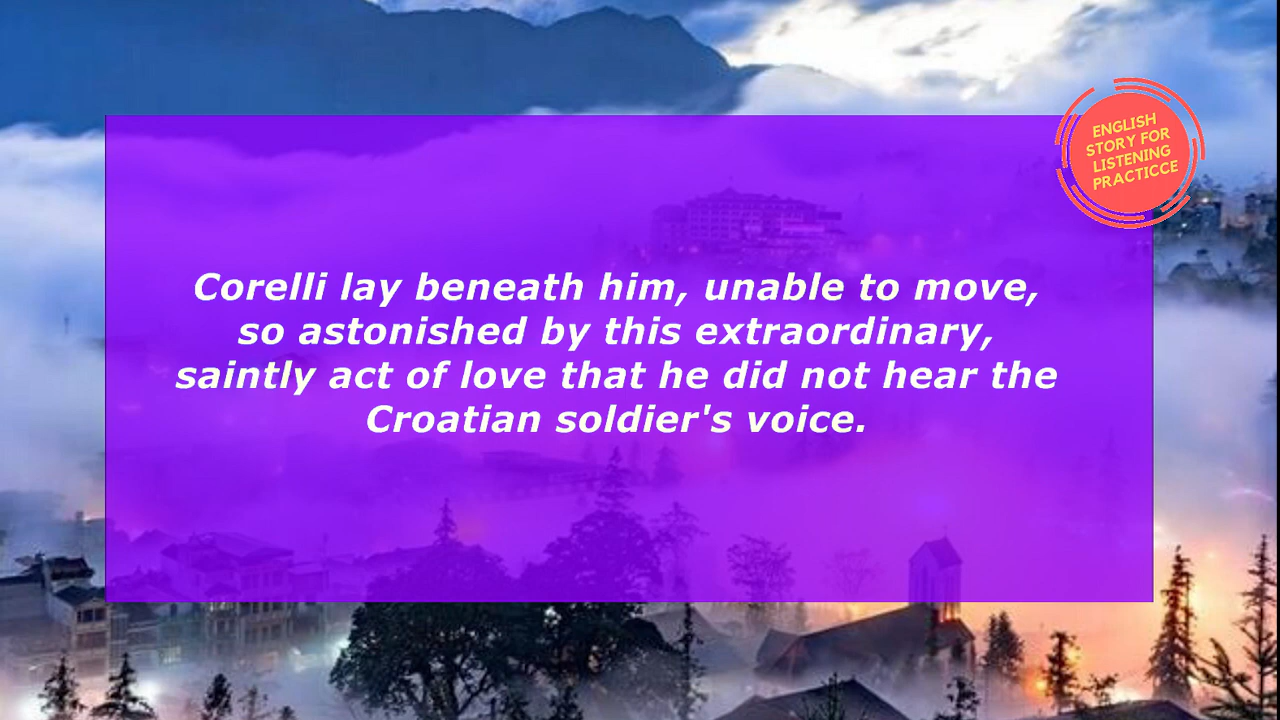 ENGLISH
STORY FOR
LISTENING
PRACTICCE
Corelli lay beneath him, unable to move,
so astonished by this extraordinary,
saintly act of love that he did not hear the
Croatian soldier's voice.